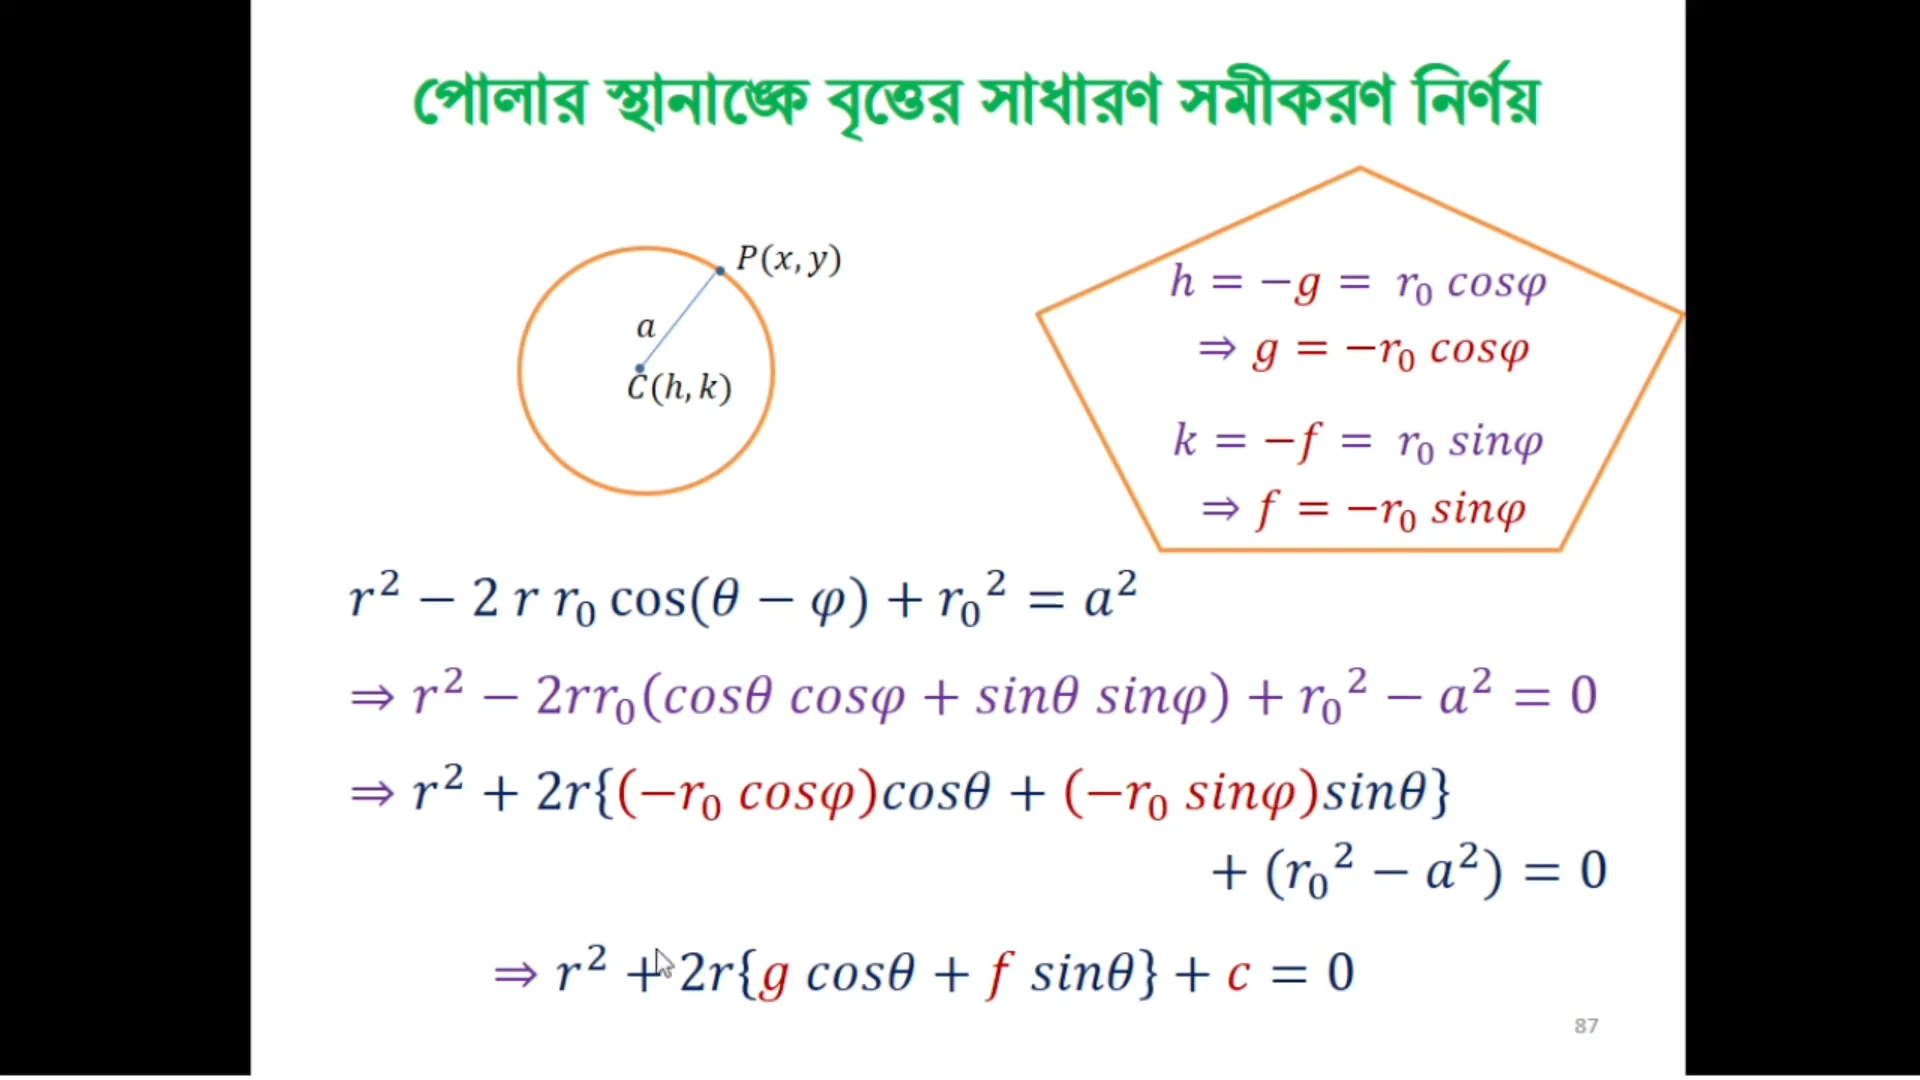 পোলার স্থানাঙ্কে বৃত্তের সাধারণ সমীকরণ নির্ণয়
P(x, y)
a
C(h, k)
h = −g = r₀ cosφ
⇒ g = −r₀ cosφ
k = −f = r₀ sinφ
⇒ f = −r₀ sinφ
r² − 2 r r₀ cos(θ − φ) + r₀² = a²
⇒ r² − 2rr₀(cosθ cosφ + sinθ sinφ) + r₀² − a² = 0
⇒ r² + 2r{(−r₀ cosφ)cosθ + (−r₀ sinφ)sinθ}
+ (r₀² − a²) = 0
⇒ r² + 2r{g cosθ + f sinθ} + c = 0
87